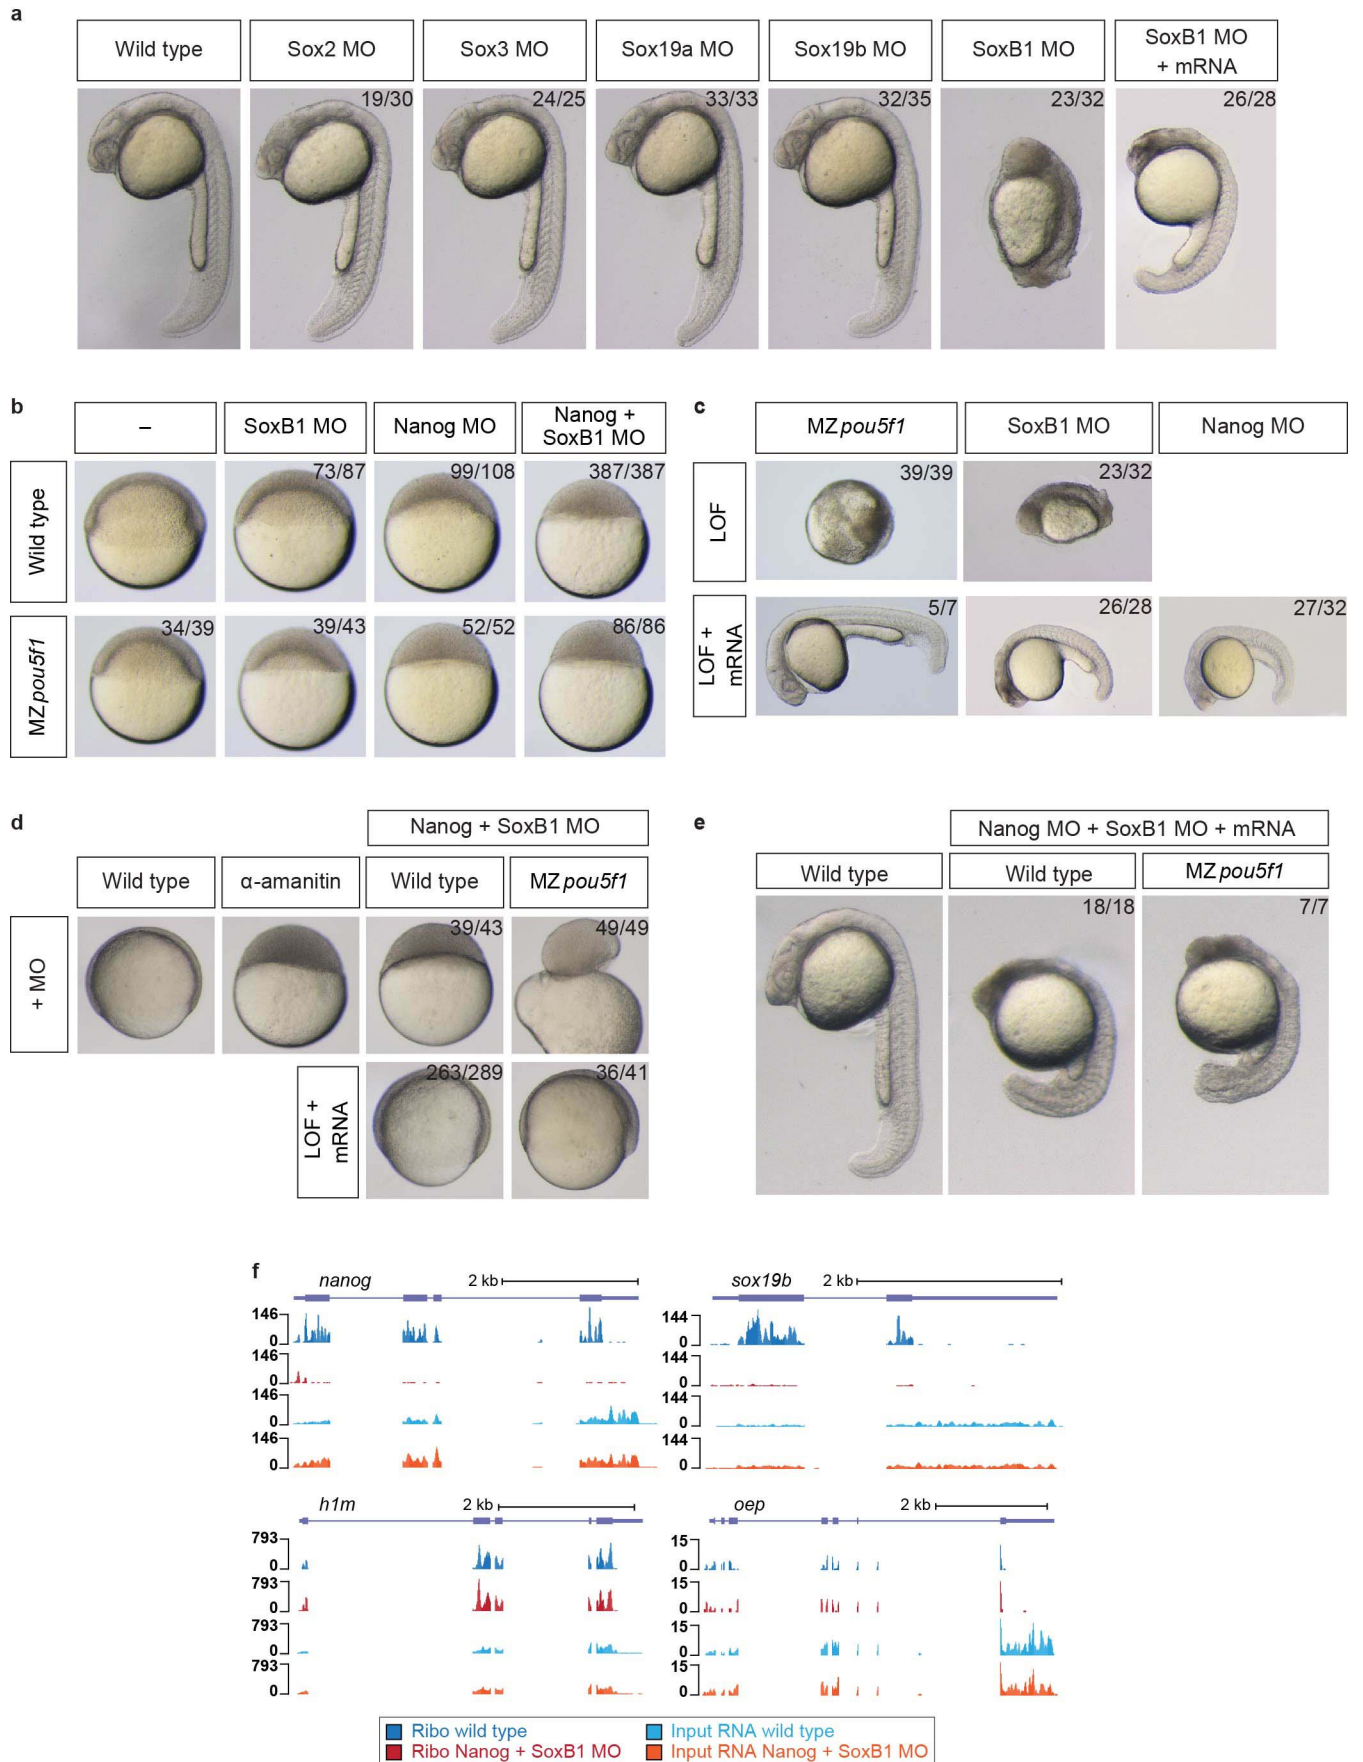 a
Wild type
Sox2 MO
Sox3 MO
Sox19a MO
Sox19b MO
SoxB1 MO
SoxB1 MO
+ mRNA
19/30
24/25
33/33
32/35
23/32
26/28
b
–
SoxB1 MO
Nanog MO
Nanog +
SoxB1 MO
Wild type
73/87
99/108
387/387
MZpou5f1
34/39
39/43
52/52
86/86
c
MZpou5f1
SoxB1 MO
Nanog MO
LOF
39/39
23/32
LOF +
mRNA
5/7
26/28
27/32
d
Nanog + SoxB1 MO
Wild type
α-amanitin
Wild type
MZpou5f1
+ MO
39/43
49/49
LOF +
mRNA
263/289
36/41
e
Nanog MO + SoxB1 MO + mRNA
Wild type
Wild type
MZpou5f1
18/18
7/7
f
nanog
2 kb
146
0
146
0
146
0
146
0
sox19b
2 kb
144
0
144
0
144
0
144
0
h1m
2 kb
793
0
793
0
793
0
793
0
oep
2 kb
15
0
15
0
15
0
15
0
Ribo wild type
Input RNA wild type
Ribo Nanog + SoxB1 MO
Input RNA Nanog + SoxB1 MO